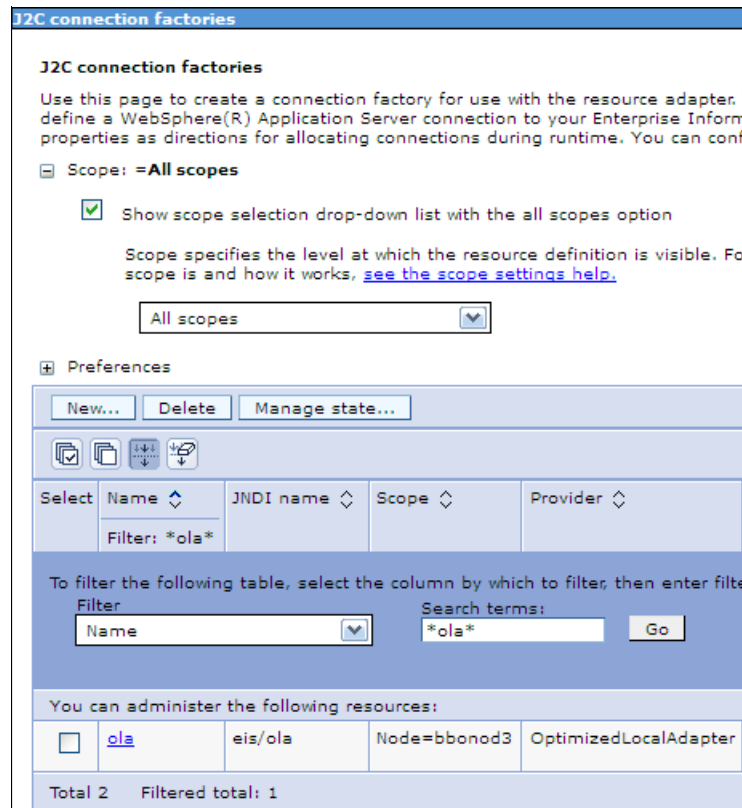 J2C connection factories
J2C connection factories
Use this page to create a connection factory for use with the resource adapter.
define a WebSphere(R) Application Server connection to your Enterprise Inform
properties as directions for allocating connections during runtime. You can conf
Scope: =All scopes
Show scope selection drop-down list with the all scopes option
Scope specifies the level at which the resource definition is visible. Fo
scope is and how it works, see the scope settings help.
All scopes
Preferences
New... Delete Manage state...
Select Name JNDI name Scope Provider
Filter: *ola*
To filter the following table, select the column by which to filter, then enter filte
Filter Search terms:
Name *ola* Go
You can administer the following resources:
ola eis/ola Node=bbonod3 OptimizedLocalAdapter
Total 2 Filtered total: 1